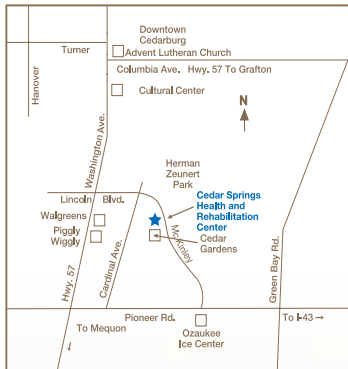 Downtown
Cedarburg
Turner
Advent Lutheran Church
Columbia Ave. Hwy. 57 To Grafton
Hanover
Cultural Center
N
Washington Ave.
Herman
Zeunert
Park
Lincoln Blvd.
Cedar Springs
Health and
Rehabilitation
Center
Walgreens
Piggly
Wiggly
Cedar
Gardens
McKinley
Cardinal Ave.
Hwy. 57
Green Bay Rd.
Pioneer Rd.
To I-43 →
To Mequon
↓
Ozaukee
Ice Center